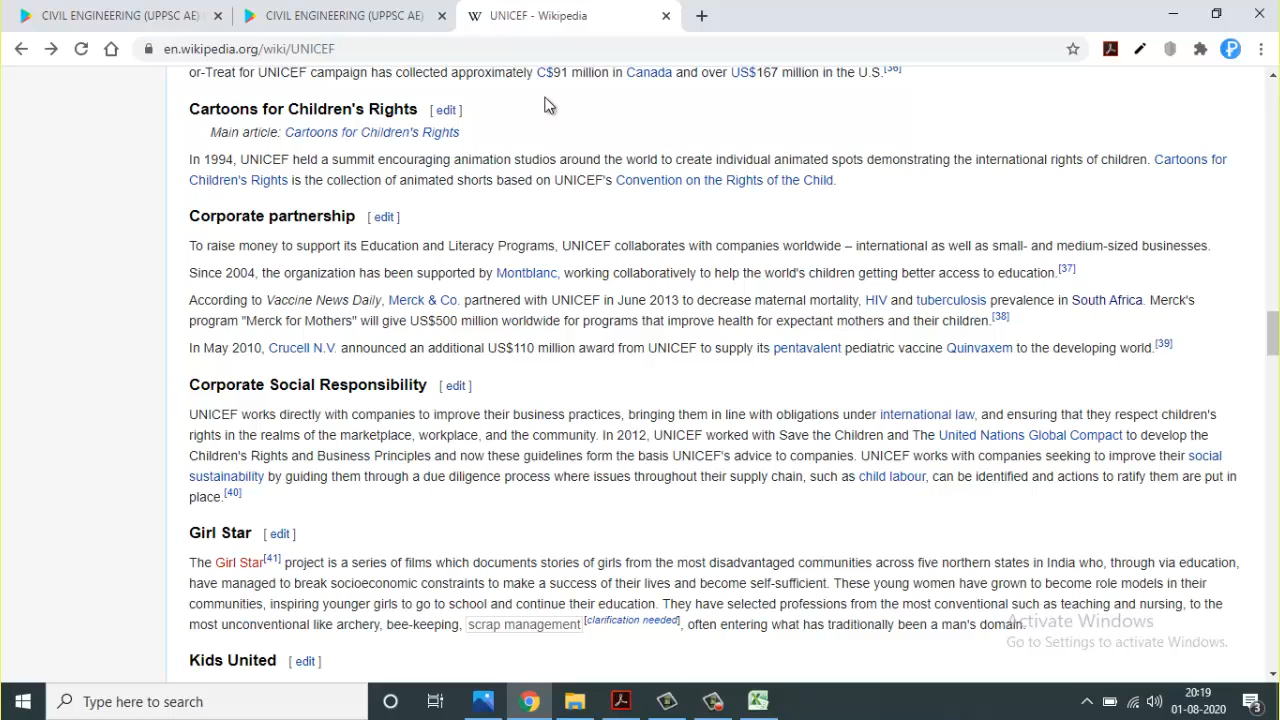 CIVIL ENGINEERING (UPPSC AE)
CIVIL ENGINEERING (UPPSC AE)
UNICEF - Wikipedia
en.wikipedia.org/wiki/UNICEF
or-Treat for UNICEF campaign has collected approximately C$91 million in Canada and over US$167 million in the U.S.[36]
Cartoons for Children's Rights [ edit ]
Main article: Cartoons for Children's Rights
In 1994, UNICEF held a summit encouraging animation studios around the world to create individual animated spots demonstrating the international rights of children. Cartoons for
Children's Rights is the collection of animated shorts based on UNICEF's Convention on the Rights of the Child.
Corporate partnership [ edit ]
To raise money to support its Education and Literacy Programs, UNICEF collaborates with companies worldwide – international as well as small- and medium-sized businesses.
Since 2004, the organization has been supported by Montblanc, working collaboratively to help the world's children getting better access to education.[37]
According to Vaccine News Daily, Merck & Co. partnered with UNICEF in June 2013 to decrease maternal mortality, HIV and tuberculosis prevalence in South Africa. Merck's
program "Merck for Mothers" will give US$500 million worldwide for programs that improve health for expectant mothers and their children.[38]
In May 2010, Crucell N.V. announced an additional US$110 million award from UNICEF to supply its pentavalent pediatric vaccine Quinvaxem to the developing world.[39]
Corporate Social Responsibility [ edit ]
UNICEF works directly with companies to improve their business practices, bringing them in line with obligations under international law, and ensuring that they respect children's
rights in the realms of the marketplace, workplace, and the community. In 2012, UNICEF worked with Save the Children and The United Nations Global Compact to develop the
Children's Rights and Business Principles and now these guidelines form the basis UNICEF's advice to companies. UNICEF works with companies seeking to improve their social
sustainability by guiding them through a due diligence process where issues throughout their supply chain, such as child labour, can be identified and actions to ratify them are put in
place.[40]
Girl Star [ edit ]
The Girl Star[41] project is a series of films which documents stories of girls from the most disadvantaged communities across five northern states in India who, through via education,
have managed to break socioeconomic constraints to make a success of their lives and become self-sufficient. These young women have grown to become role models in their
communities, inspiring younger girls to go to school and continue their education. They have selected professions from the most conventional such as teaching and nursing, to the
most unconventional like archery, bee-keeping, scrap management [clarification needed], often entering what has traditionally been a man's domain.
Activate Windows
Go to Settings to activate Windows.
Kids United [ edit ]
Type here to search
20:19
01-08-2020
3